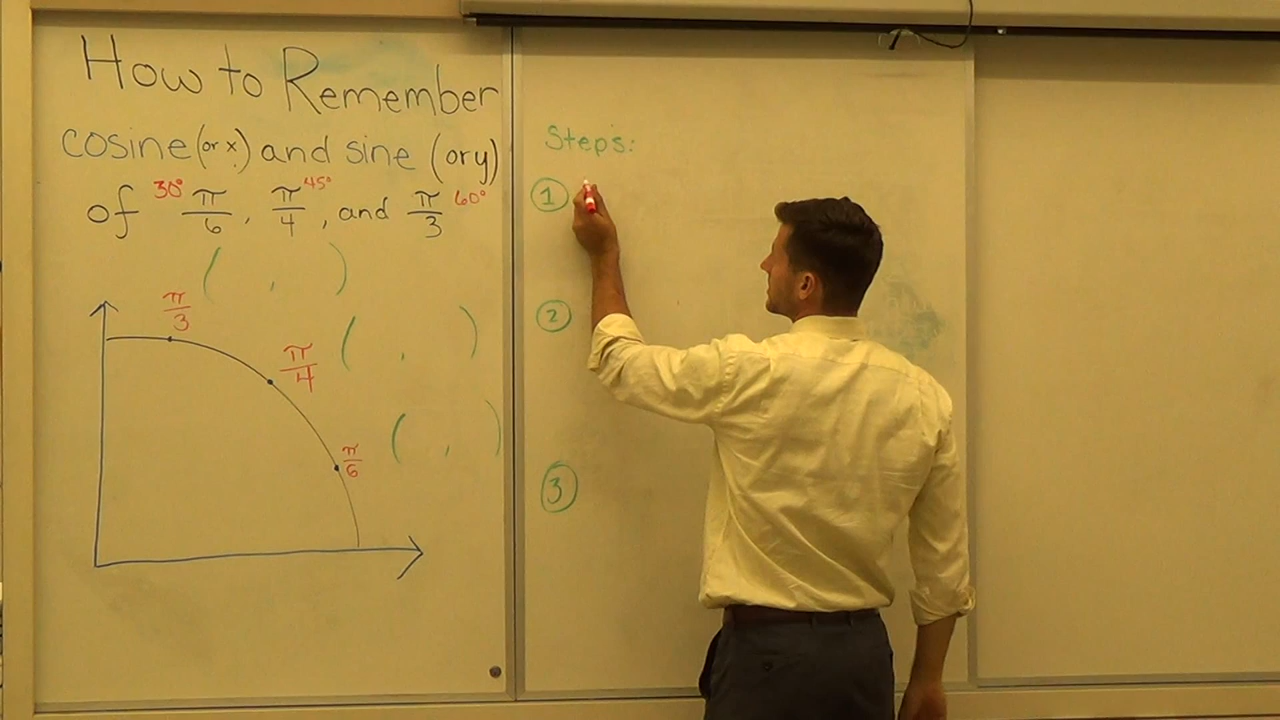 How to Remember
cosine (or x) and sine (or y)
of 30° π/6, π/4 45°, and π/3 60°
( , )
π/3
( , )
π/4
( , )
π/6
Steps:
①
②
③